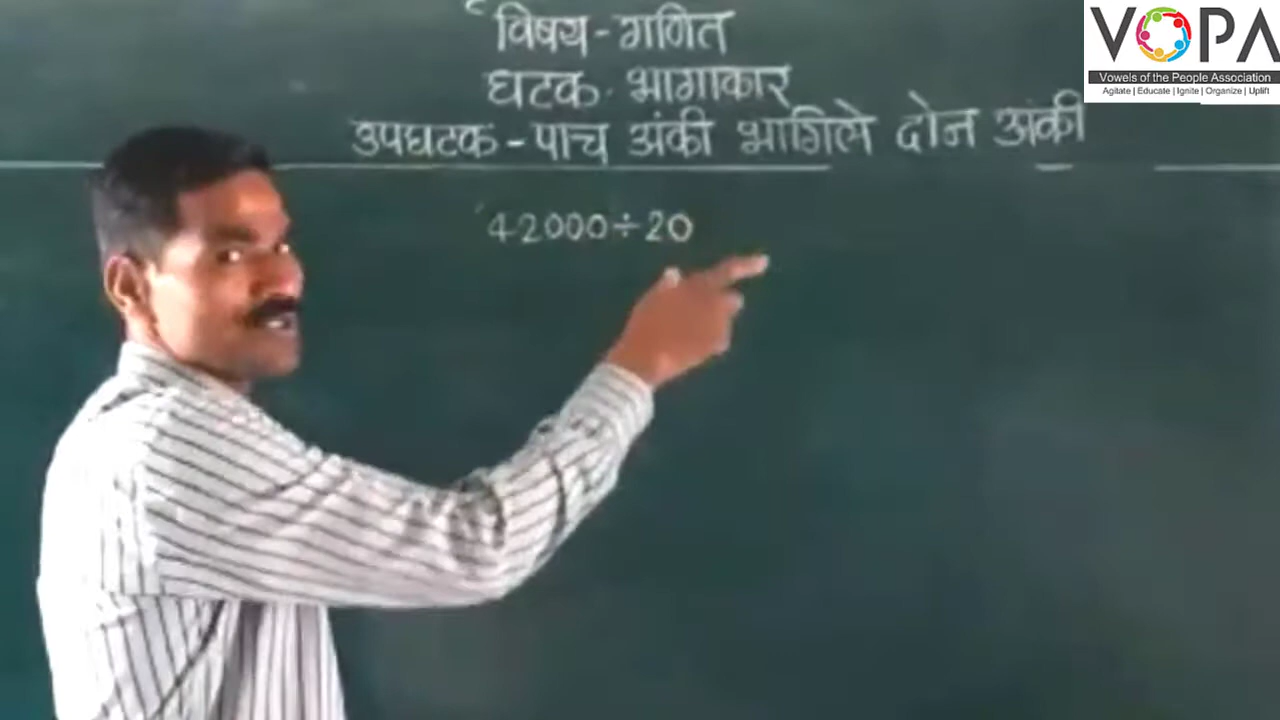 विषय - गणित
घटक - भागाकार
उपघटक - पाच अंकी भागिले दोन अंकी
42000÷20
VOPA
Vowels of the People Association
Agitate | Educate | Ignite | Organize | Uplift